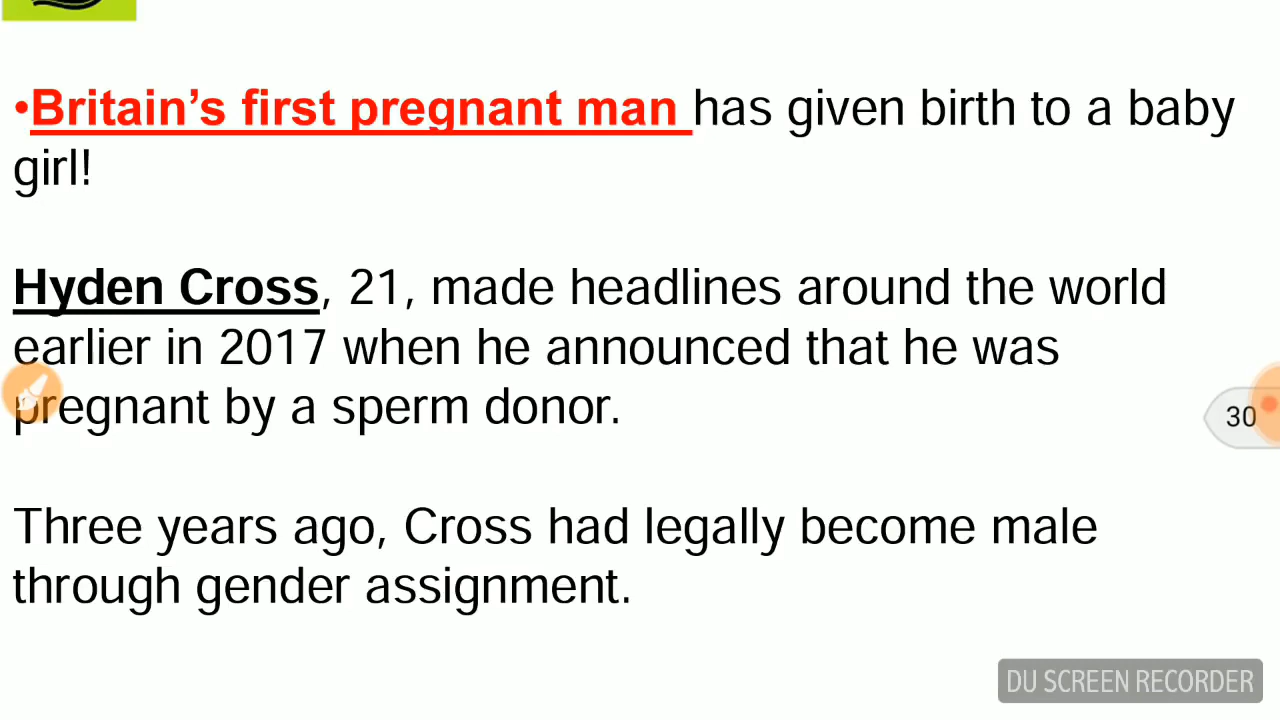 •Britain’s first pregnant man has given birth to a baby
girl!
Hyden Cross, 21, made headlines around the world
earlier in 2017 when he announced that he was
pregnant by a sperm donor.
30
Three years ago, Cross had legally become male
through gender assignment.
DU SCREEN RECORDER